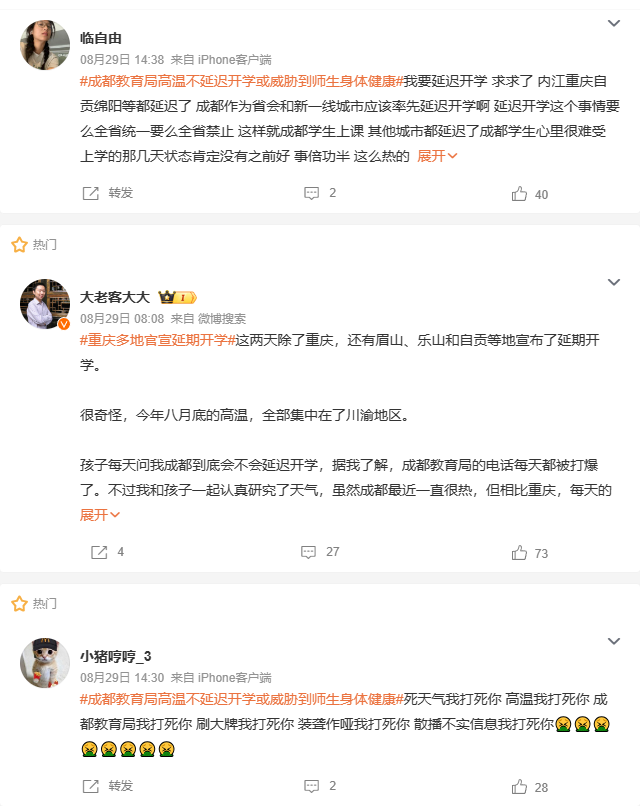 临自由
08月29日 14:38 来自 iPhone客户端
#成都教育局高温不延迟开学或威胁到师生身体健康#我要延迟开学 求求了 内江重庆自
贡绵阳等都延迟了 成都作为省会和新一线城市应该率先延迟开学啊 延迟开学这个事情要
么全省统一要么全省禁止 这样就成都学生上课 其他城市都延迟了成都学生心里很难受
上学的那几天状态肯定没有之前好 事倍功半 这么热的 展开
转发 2 40
热门
大老客大大 1
08月29日 08:08 来自 微博搜索
#重庆多地官宣延期开学#这两天除了重庆，还有眉山、乐山和自贡等地宣布了延期开
学。
很奇怪，今年八月底的高温，全部集中在了川渝地区。
孩子每天问我成都到底会不会延迟开学，据我了解，成都教育局的电话每天都被打爆
了。不过我和孩子一起认真研究了天气，虽然成都最近一直很热，但相比重庆，每天的
展开
4 27 73
热门
小猪哼哼_3
08月29日 14:30 来自 iPhone客户端
#成都教育局高温不延迟开学或威胁到师生身体健康#死天气我打死你 高温我打死你 成
都教育局我打死你 刷大牌我打死你 装聋作哑我打死你 散播不实信息我打死你🤮🤮🤮
🤮🤮🤮🤮🤮
转发 2 28